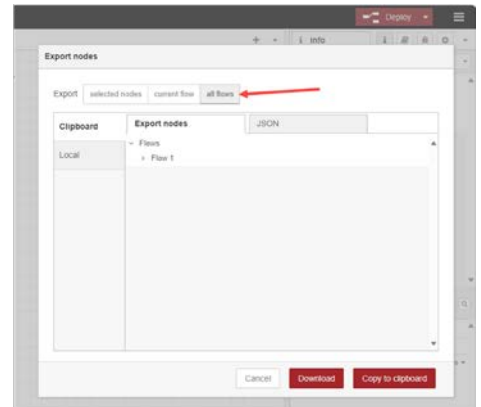 Deploy
info
Export nodes
Export selected nodes current flow all flows
Clipboard Export nodes JSON
Local
Flows
Flow 1
Cancel Download Copy to clipboard